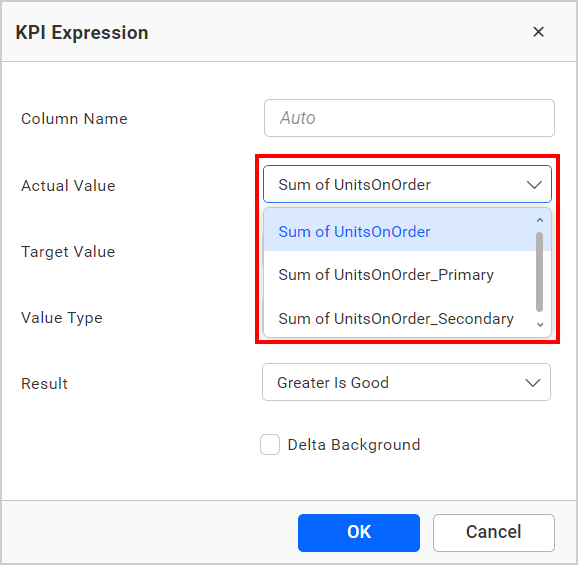 KPI Expression
Column Name
Auto
Actual Value
Sum of UnitsOnOrder
Sum of UnitsOnOrder
Target Value
Sum of UnitsOnOrder_Primary
Value Type
Sum of UnitsOnOrder_Secondary
Result
Greater Is Good
Delta Background
OK
Cancel